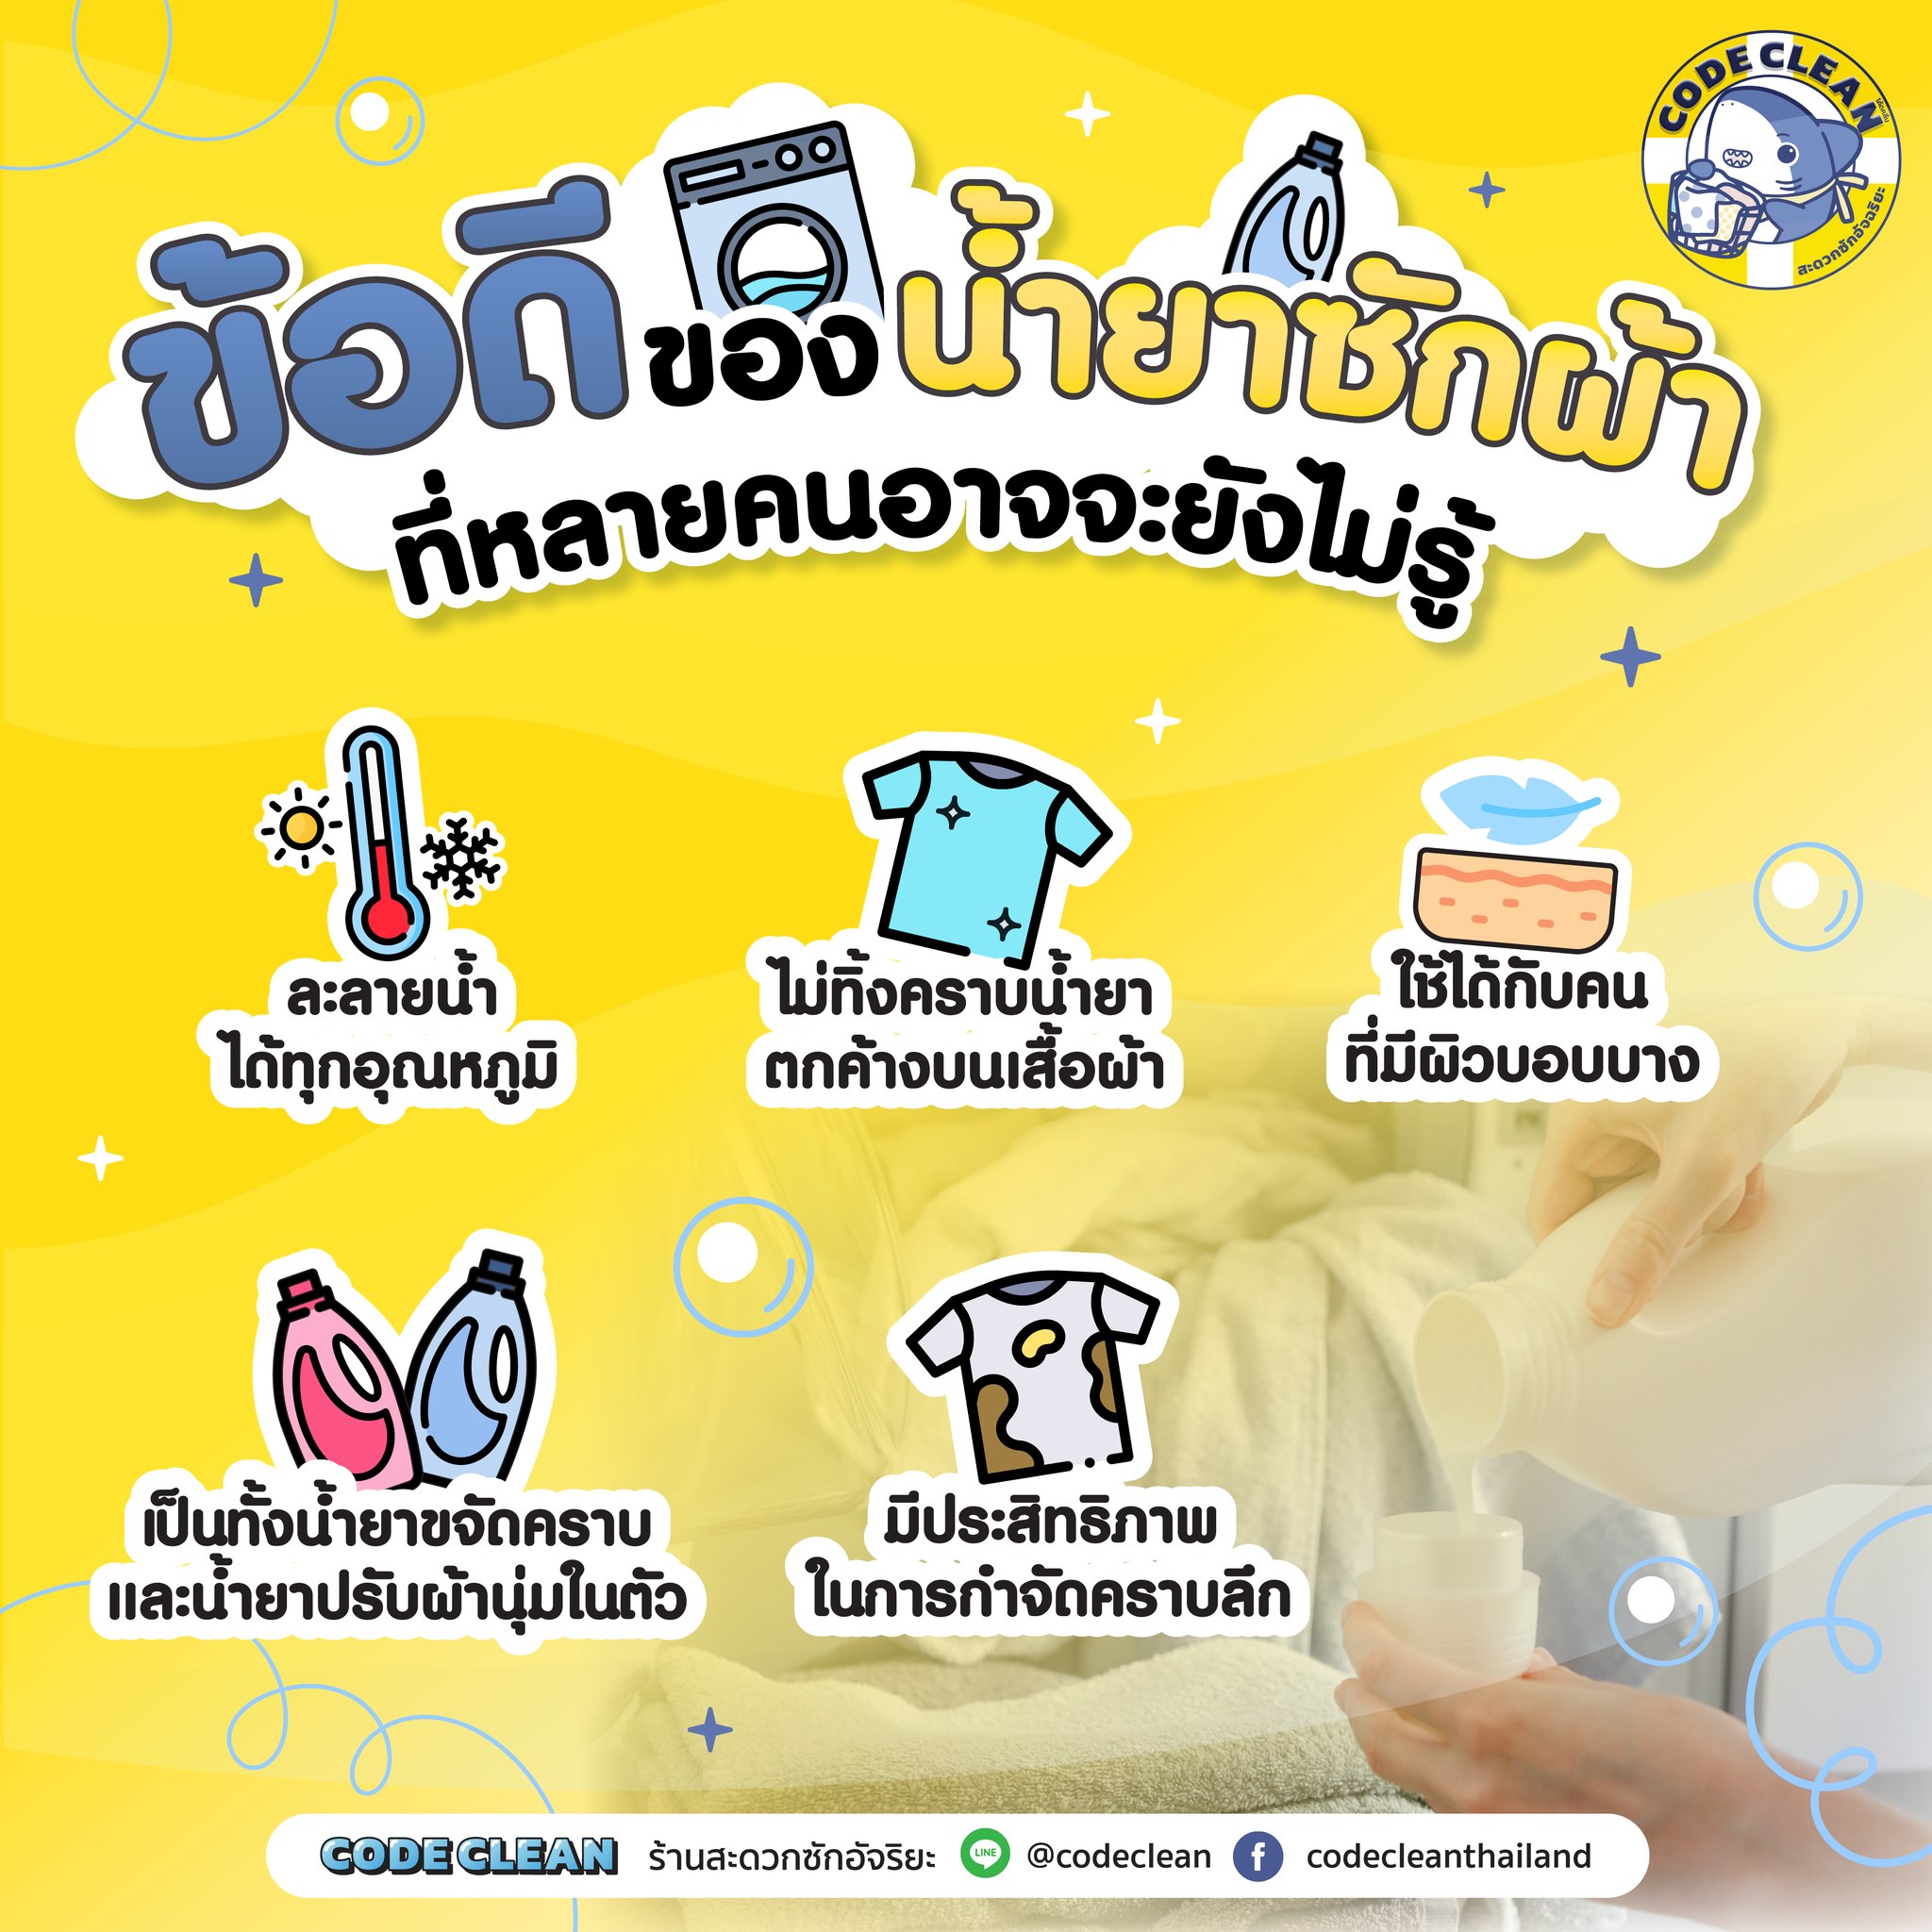 CODE CLEAN
โค้ดคลีน
สะดวกซักอัจฉริยะ
ข้อดี ของ น้ำยาซักผ้า
ที่หลายคนอาจจะยังไม่รู้
ละลายน้ำ
ได้ทุกอุณหภูมิ
ไม่ทิ้งคราบน้ำยา
ตกค้างบนเสื้อผ้า
ใช้ได้กับคน
ที่มีผิวบอบบาง
เป็นทั้งน้ำยาขจัดคราบ
และน้ำยาปรับผ้านุ่มในตัว
มีประสิทธิภาพ
ในการกำจัดคราบลึก
CODE CLEAN ร้านสะดวกซักอัจริยะ LINE @codeclean f codecleanthailand